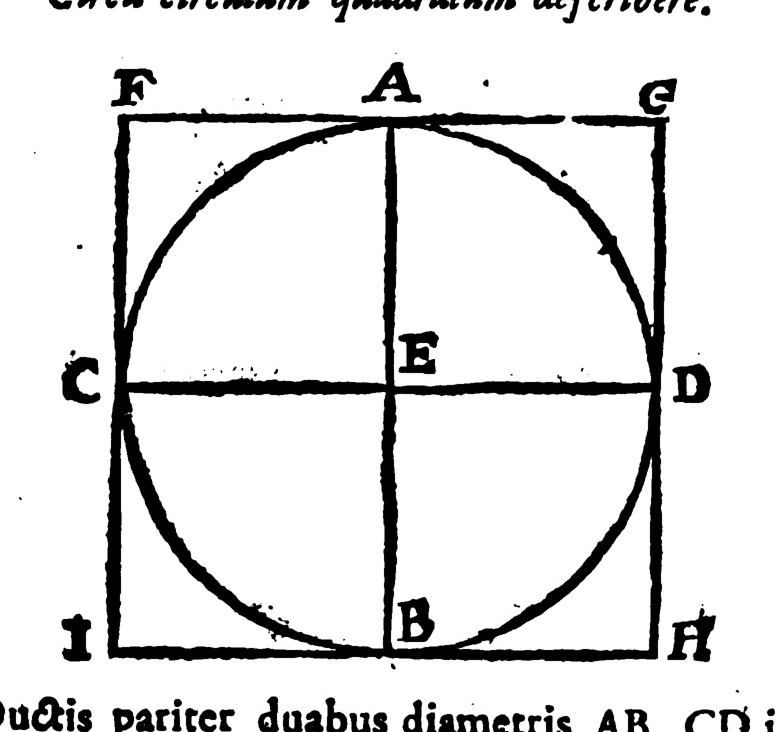 Circa circulum quadratum describere.
F A G
E
C D
B
I H
Ductis pariter duabus diametris AB, CD i